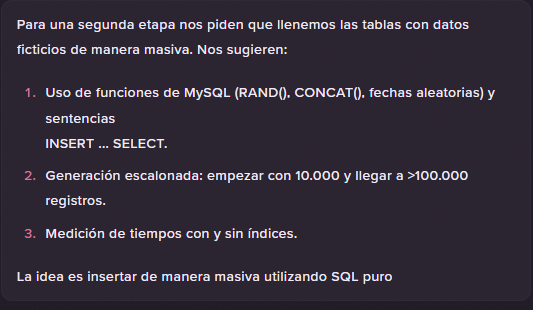 Para una segunda etapa nos piden que llenemos las tablas con datos
ficticios de manera masiva. Nos sugieren:
1. Uso de funciones de MySQL (RAND(), CONCAT(), fechas aleatorias) y
sentencias
INSERT ... SELECT.
2. Generación escalonada: empezar con 10.000 y llegar a >100.000
registros.
3. Medición de tiempos con y sin índices.
La idea es insertar de manera masiva utilizando SQL puro